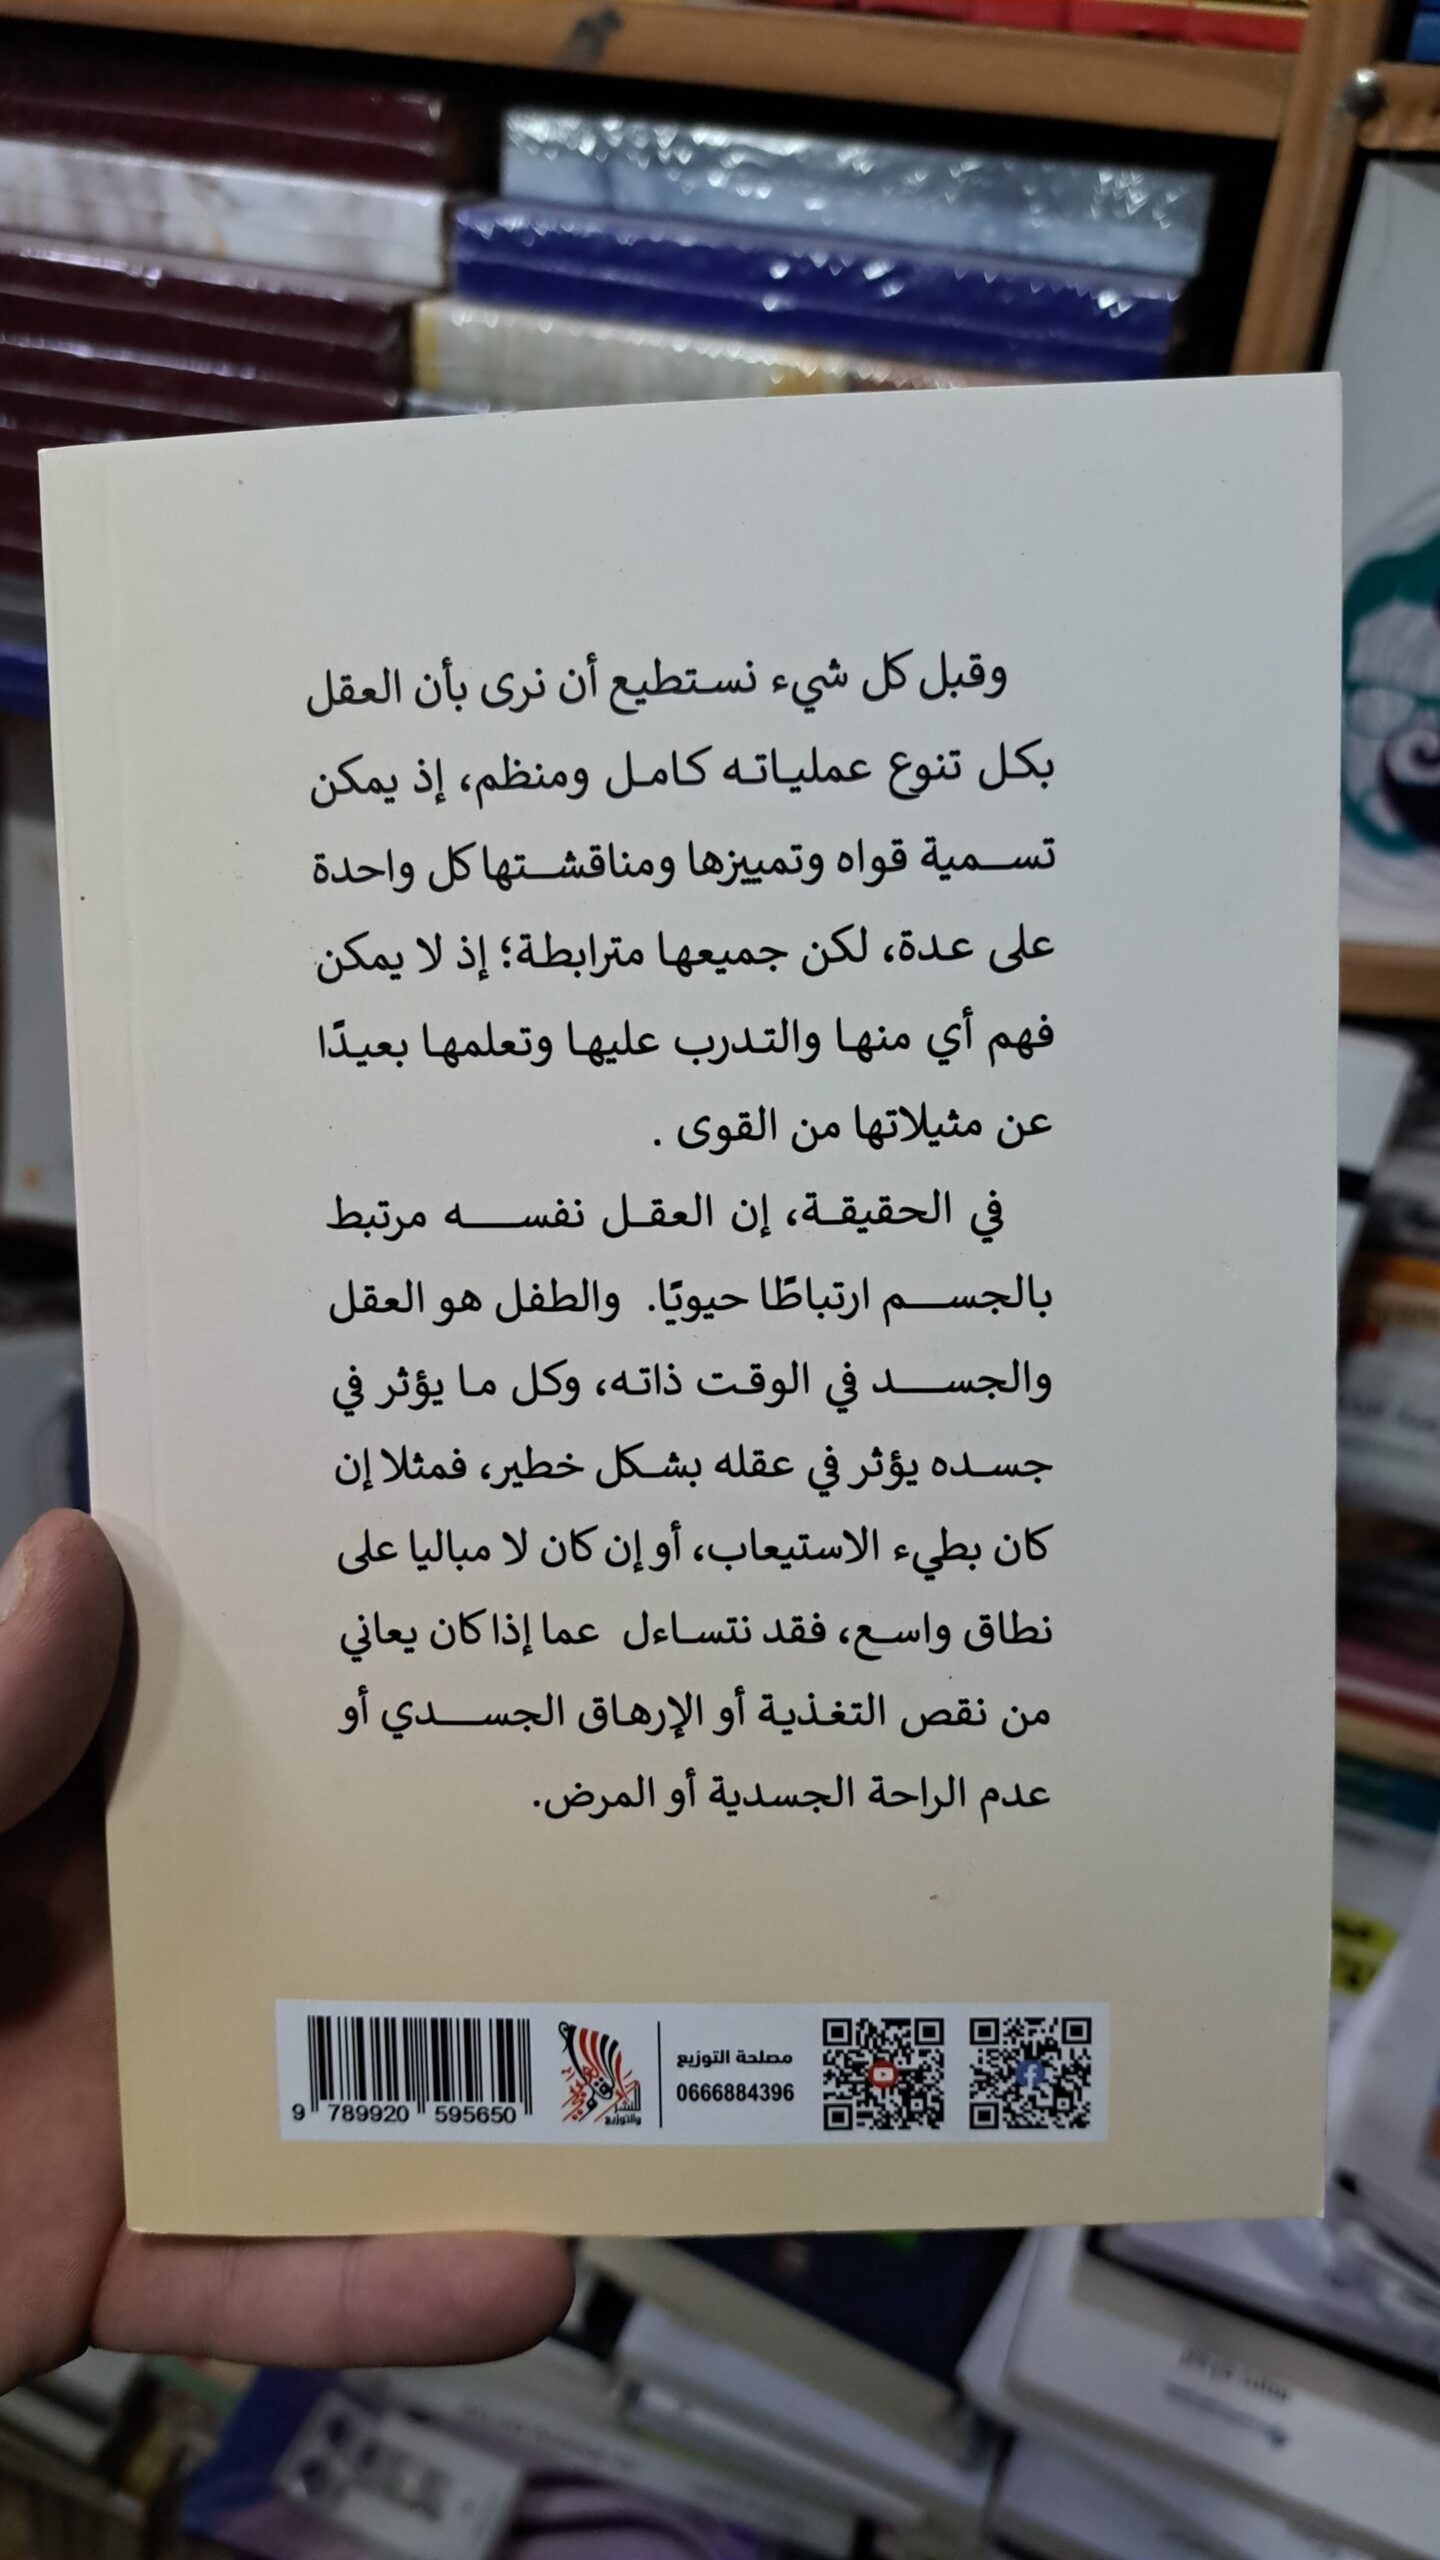 وقبل كل شيء نستطيع أن نرى بأن العقل
بكل تنوع عملياته كامل ومنظم، إذ يمكن
تسمية قواه وتمييزها ومناقشتها كل واحدة
على عدة، لكن جميعها مترابطة؛ إذ لا يمكن
فهم أي منها والتدرب عليها وتعلمها بعيدًا
عن مثيلاتها من القوى .
في الحقيقة، إن العقل نفسه مرتبط
بالجسم ارتباطًا حيويًا. والطفل هو العقل
والجسد في الوقت ذاته، وكل ما يؤثر في
جسده يؤثر في عقله بشكل خطير، فمثلا إن
كان بطيء الاستيعاب، أو إن كان لا مباليا على
نطاق واسع، فقد نتساءل عما إذا كان يعاني
من نقص التغذية أو الإرهاق الجسدي أو
عدم الراحة الجسدية أو المرض.
مصلحة التوزيع
0666884396
للنشر
والتوزيع
9 789920 595650